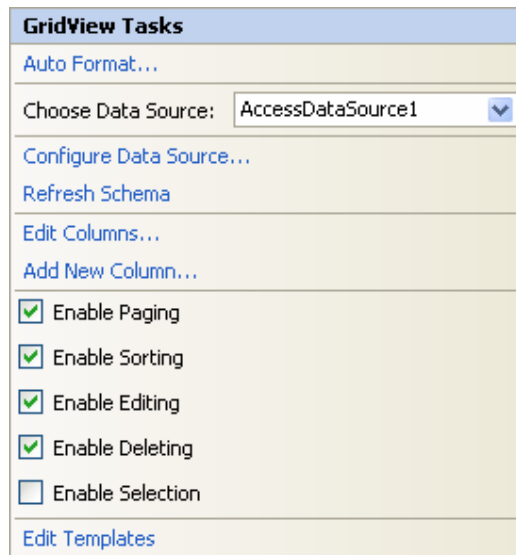 GridView Tasks
Auto Format...
Choose Data Source: AccessDataSource1
Configure Data Source...
Refresh Schema
Edit Columns...
Add New Column...
Enable Paging
Enable Sorting
Enable Editing
Enable Deleting
Enable Selection
Edit Templates